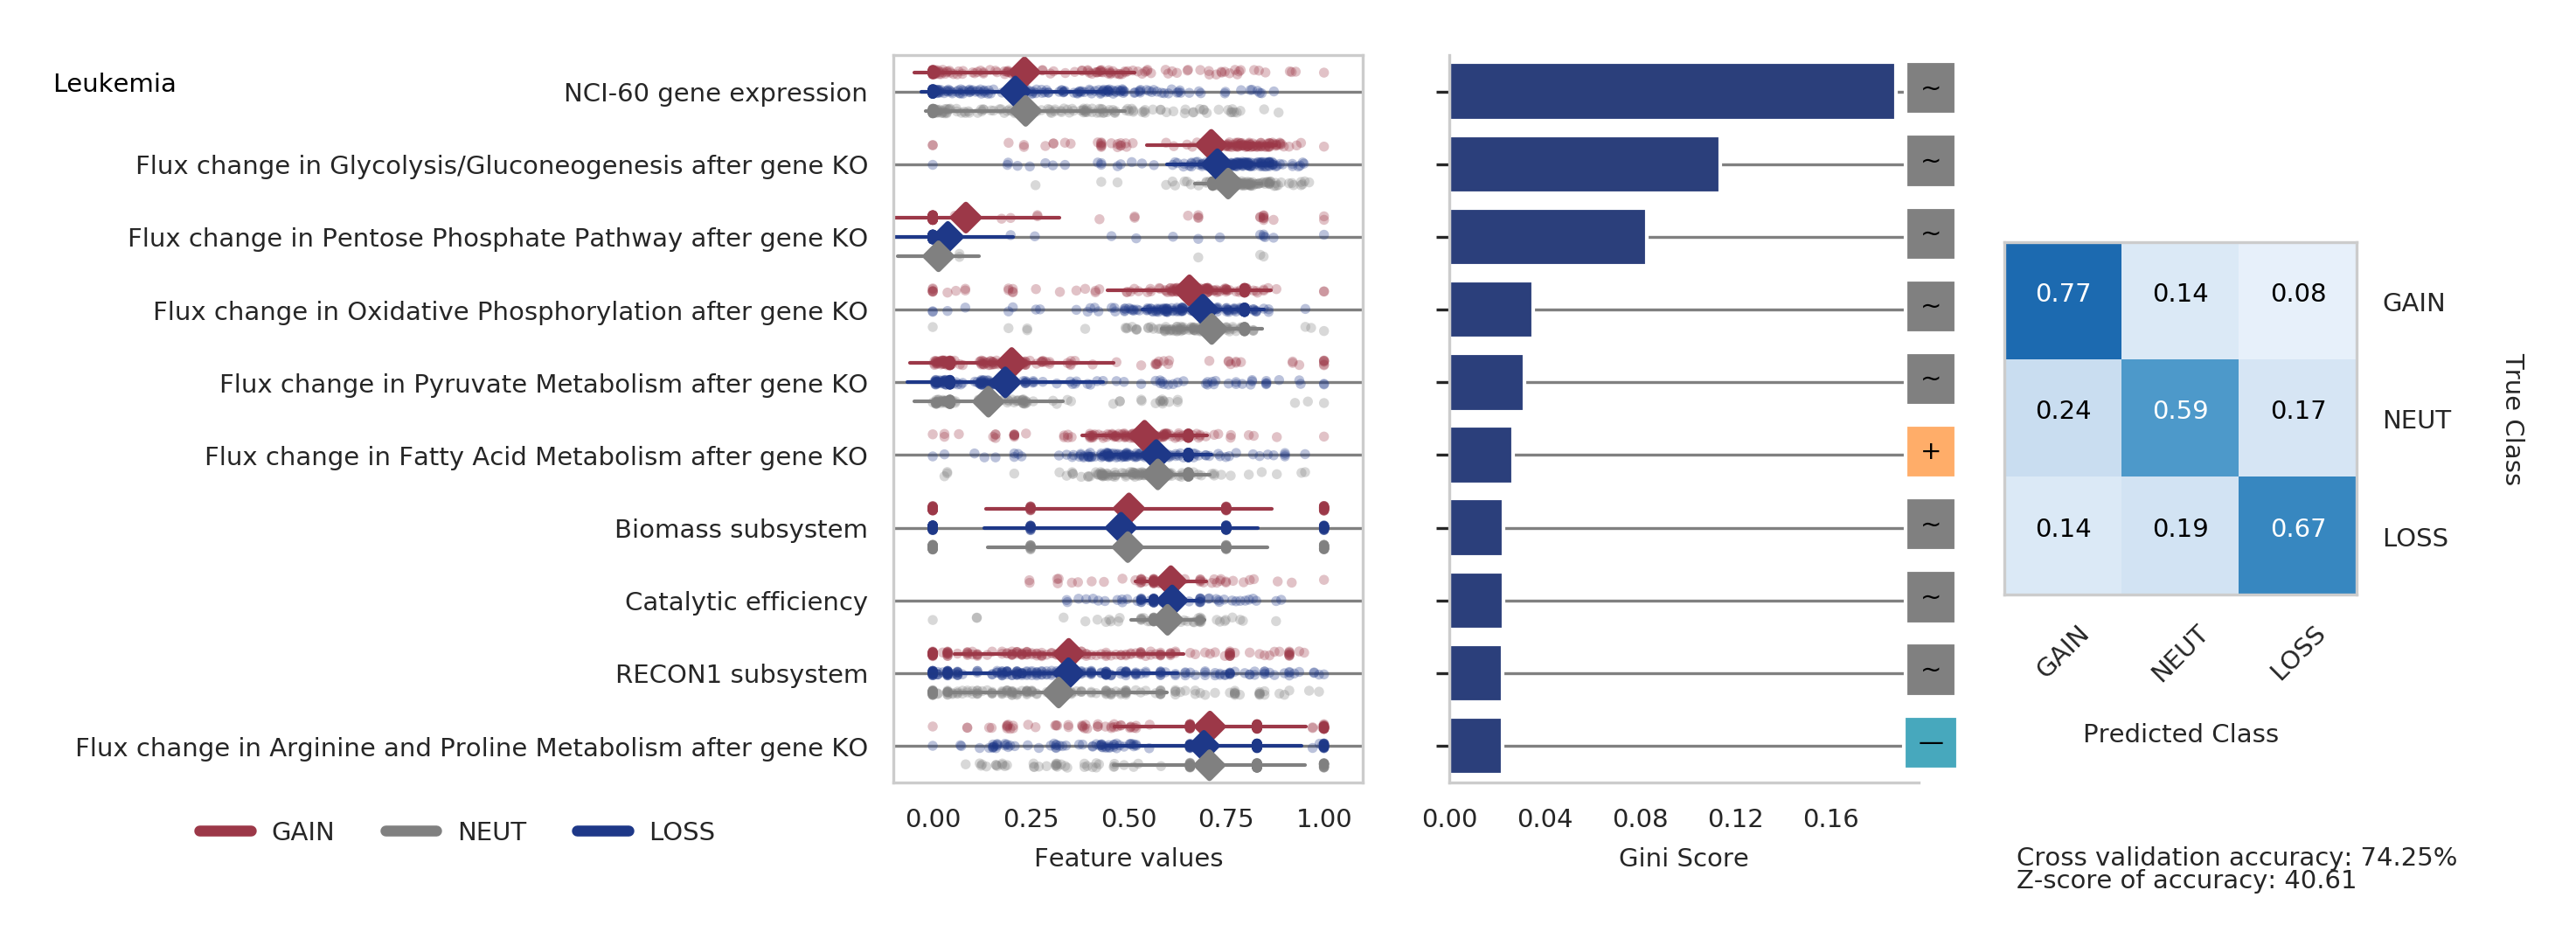 Leukemia
NCI-60 gene expression
Flux change in Glycolysis/Gluconeogenesis after gene KO
Flux change in Pentose Phosphate Pathway after gene KO
Flux change in Oxidative Phosphorylation after gene KO
Flux change in Pyruvate Metabolism after gene KO
Flux change in Fatty Acid Metabolism after gene KO
Biomass subsystem
Catalytic efficiency
RECON1 subsystem
Flux change in Arginine and Proline Metabolism after gene KO
GAIN NEUT LOSS
0.00 0.25 0.50 0.75 1.00
Feature values
~
~
~
~
~
+
~
~
~
—
0.00 0.04 0.08 0.12 0.16
Gini Score
0.77 0.14 0.08 GAIN
0.24 0.59 0.17 NEUT
0.14 0.19 0.67 LOSS
True Class
GAIN NEUT LOSS
Predicted Class
Cross validation accuracy: 74.25%
Z-score of accuracy: 40.61